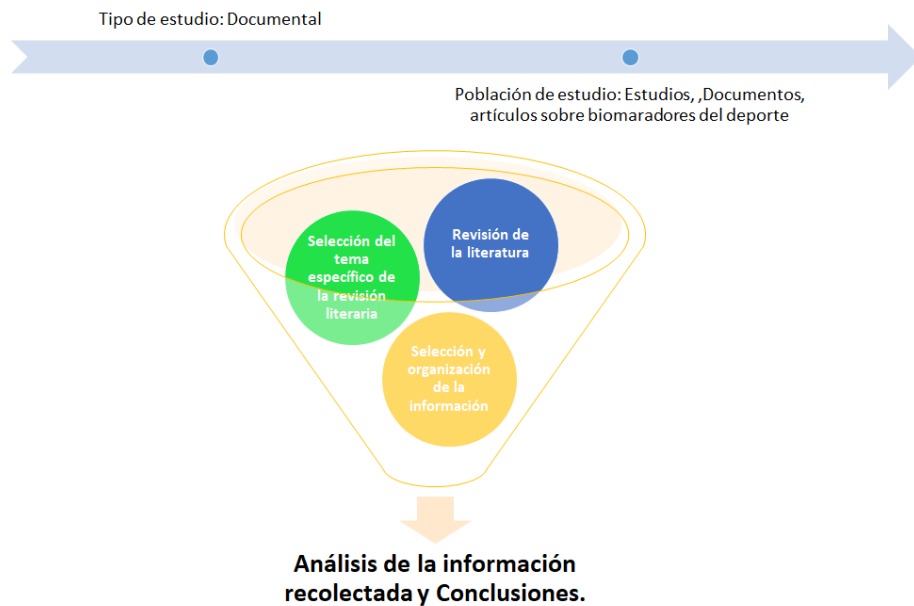 Tipo de estudio: Documental
Población de estudio: Estudios, ,Documentos,
artículos sobre biomaradores del deporte
Selección del
tema
específico de
la revisión
literaria
Revisión de
la literatura
Selección y
organización
de la
información
Análisis de la información
recolectada y Conclusiones.